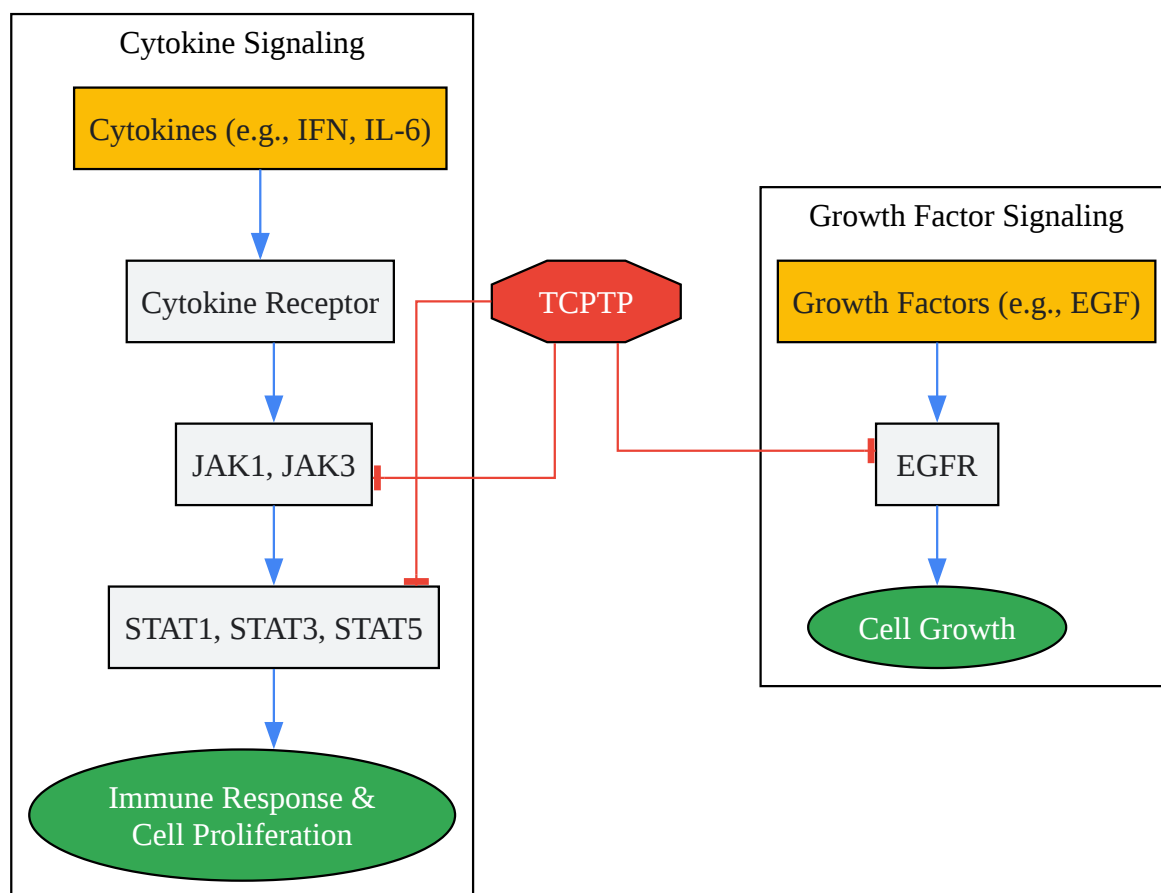 Cytokine Signaling
Cytokines (e.g., IFN, IL-6)
Cytokine Receptor
JAK1, JAK3
STAT1, STAT3, STAT5
Immune Response &
Cell Proliferation
TCPTP
Growth Factor Signaling
Growth Factors (e.g., EGF)
EGFR
Cell Growth